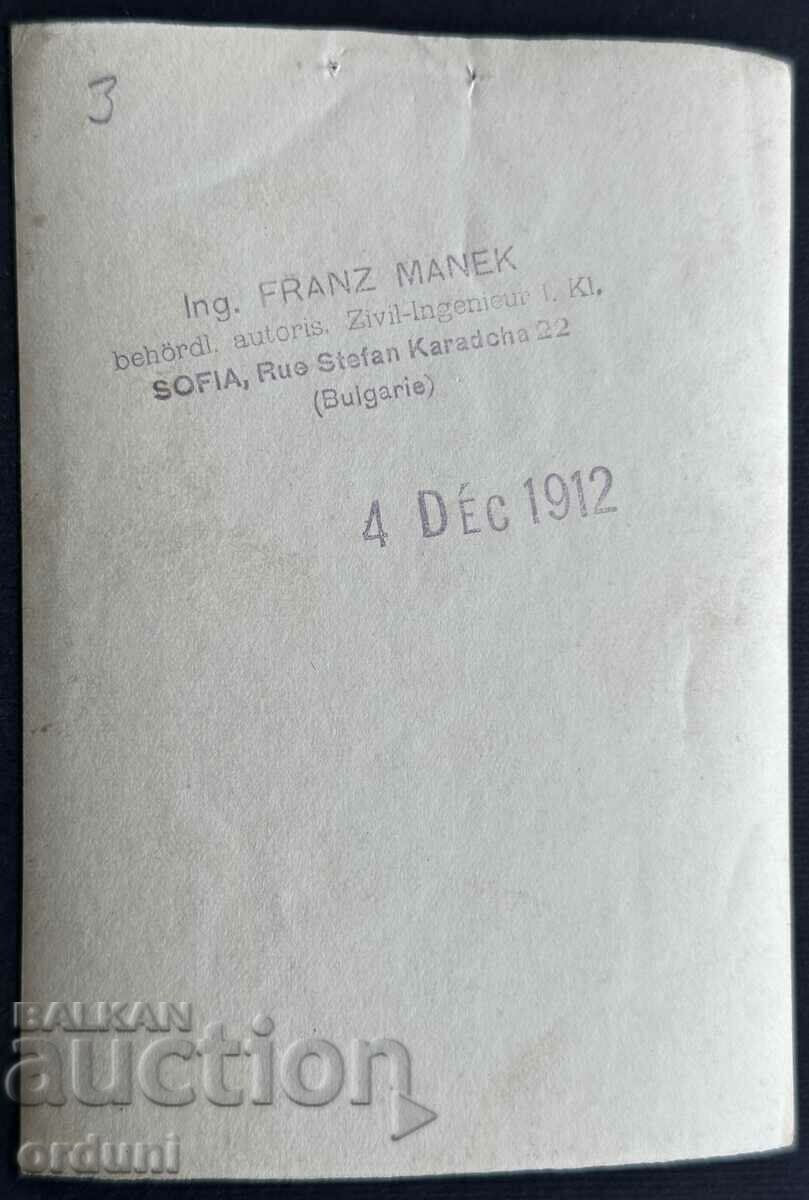 3
Ing. FRANZ MANEK
behördl. autoris. Zivil-Ingenieur I. Kl.
SOFIA, Rue Stefan Karadcha 22
(Bulgarie)
4 DÉC 1912
BALKAN
auction
orduni